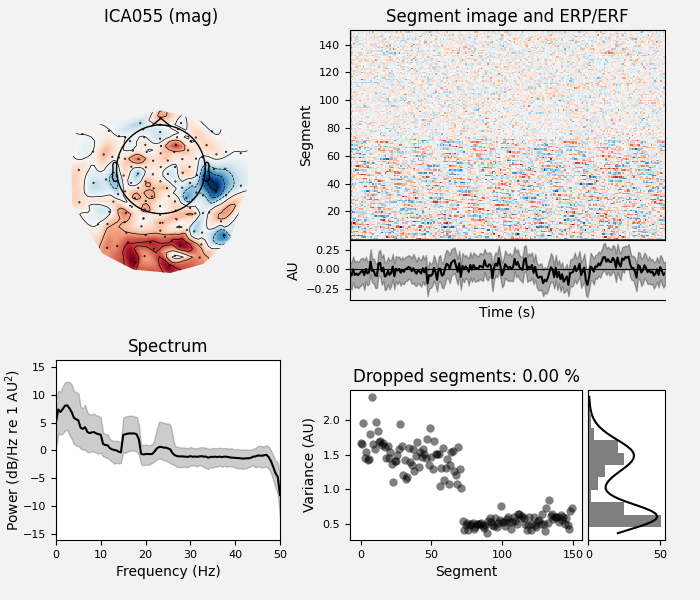 ICA055 (mag)
Segment image and ERP/ERF
Segment
140
120
100
80
60
40
20
AU
0.25
0.00
−0.25
Time (s)
Spectrum
Power (dB/Hz re 1 AU²)
15
10
5
0
−5
−10
−15
0 10 20 30 40 50
Frequency (Hz)
Dropped segments: 0.00 %
Variance (AU)
2.0
1.5
1.0
0.5
0 50 100 150
Segment
0 50